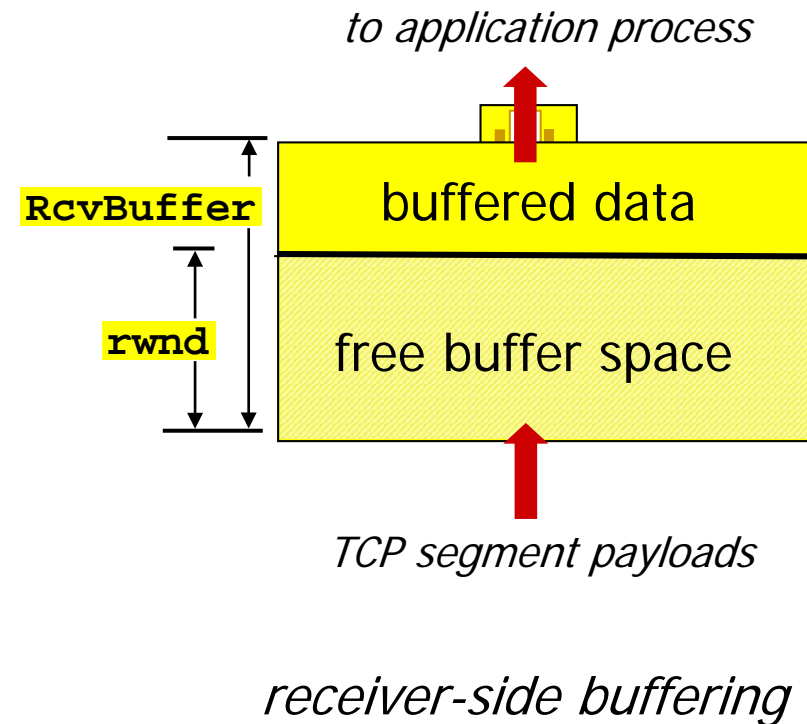 to application process
buffered data
RcvBuffer
rwnd
free buffer space
TCP segment payloads
receiver-side buffering